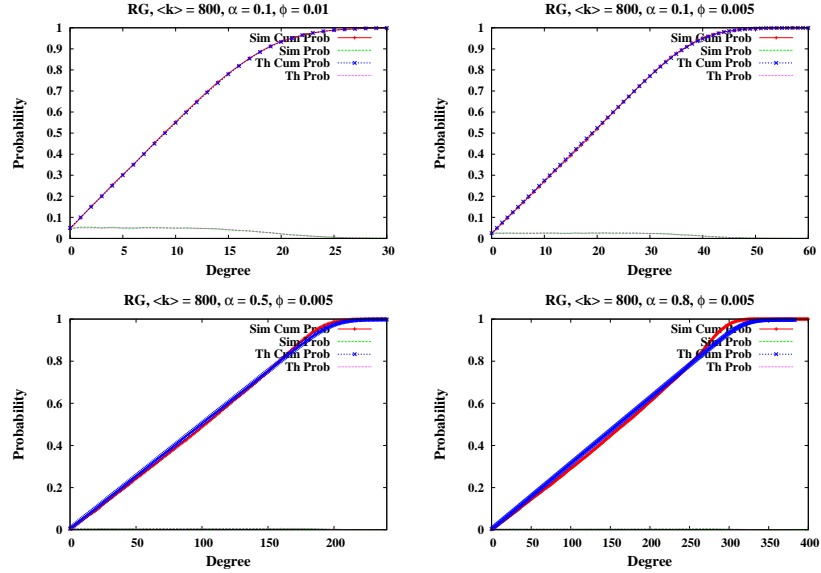 RG, <k> = 800, α = 0.1, ϕ = 0.01
Probability
1
0.9
0.8
0.7
0.6
0.5
0.4
0.3
0.2
0.1
0
Sim Cum Prob
Sim Prob
Th Cum Prob
Th Prob
0 5 10 15 20 25 30
Degree
RG, <k> = 800, α = 0.1, ϕ = 0.005
Probability
1
0.9
0.8
0.7
0.6
0.5
0.4
0.3
0.2
0.1
0
Sim Cum Prob
Sim Prob
Th Cum Prob
Th Prob
0 10 20 30 40 50 60
Degree
RG, <k> = 800, α = 0.5, ϕ = 0.005
Probability
1
0.8
0.6
0.4
0.2
0
Sim Cum Prob
Sim Prob
Th Cum Prob
Th Prob
0 50 100 150 200
Degree
RG, <k> = 800, α = 0.8, ϕ = 0.005
Probability
1
0.8
0.6
0.4
0.2
0
Sim Cum Prob
Sim Prob
Th Cum Prob
Th Prob
0 50 100 150 200 250 300 350 400
Degree